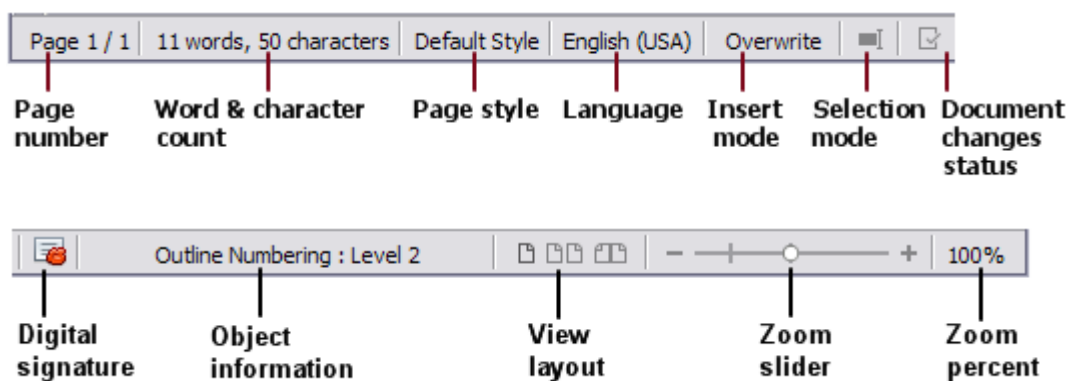 Page 1 / 1 11 words, 50 characters Default Style English (USA) Overwrite
Page number Word & character count Page style Language Insert mode Selection mode Document changes status
Outline Numbering : Level 2 100%
Digital signature Object information View layout Zoom slider Zoom percent